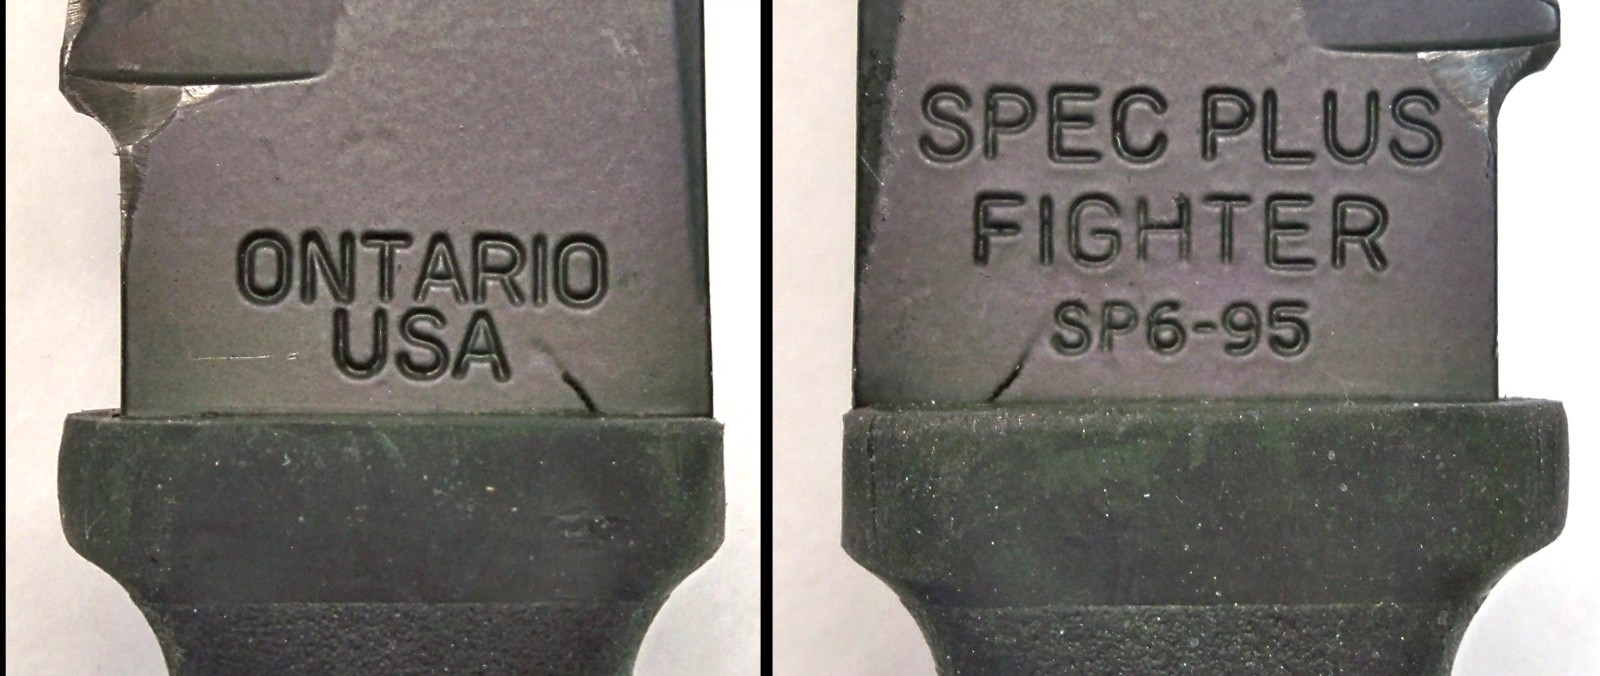 ONTARIO
USA
SPEC PLUS
FIGHTER
SP6-95